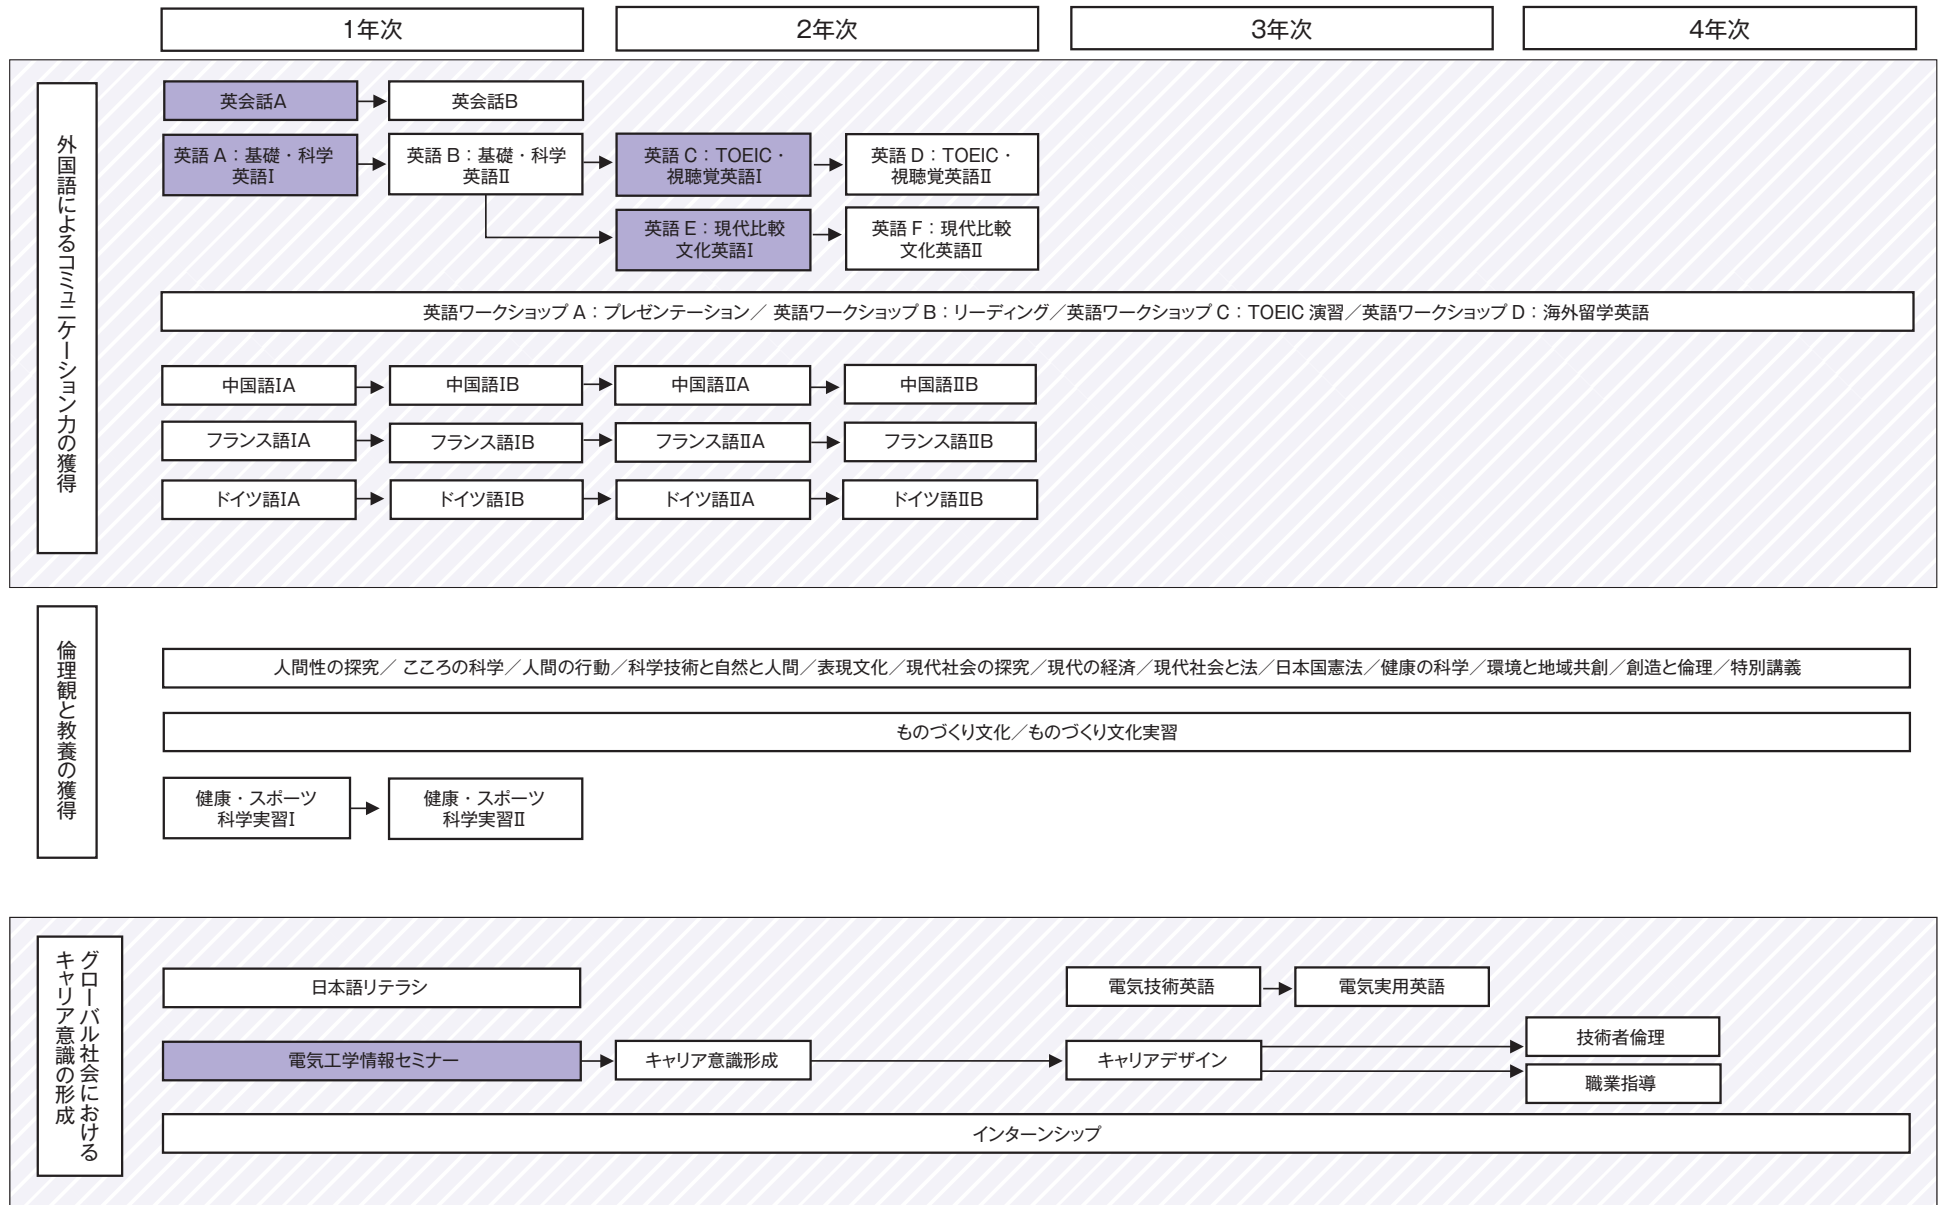 1年次
2年次
3年次
4年次
外国語によるコミュニケーション力の獲得
英会話A
英会話B
英語 A：基礎・科学
英語Ⅰ
英語 B：基礎・科学
英語Ⅱ
英語 C：TOEIC・
視聴覚英語Ⅰ
英語 D：TOEIC・
視聴覚英語Ⅱ
英語 E：現代比較
文化英語Ⅰ
英語 F：現代比較
文化英語Ⅱ
英語ワークショップ A：プレゼンテーション／ 英語ワークショップ B：リーディング／英語ワークショップ C：TOEIC 演習／英語ワークショップ D：海外留学英語
中国語ⅠA
中国語ⅠB
中国語ⅡA
中国語ⅡB
フランス語ⅠA
フランス語ⅠB
フランス語ⅡA
フランス語ⅡB
ドイツ語ⅠA
ドイツ語ⅠB
ドイツ語ⅡA
ドイツ語ⅡB
倫理観と教養の獲得
人間性の探究／ こころの科学／人間の行動／科学技術と自然と人間／表現文化／現代社会の探究／現代の経済／現代社会と法／日本国憲法／健康の科学／環境と地域共創／創造と倫理／特別講義
ものづくり文化／ものづくり文化実習
健康・スポーツ
科学実習Ⅰ
健康・スポーツ
科学実習Ⅱ
グローバル社会における
キャリア意識の形成
日本語リテラシ
電気技術英語
電気実用英語
電気工学情報セミナー
キャリア意識形成
キャリアデザイン
技術者倫理
職業指導
インターンシップ